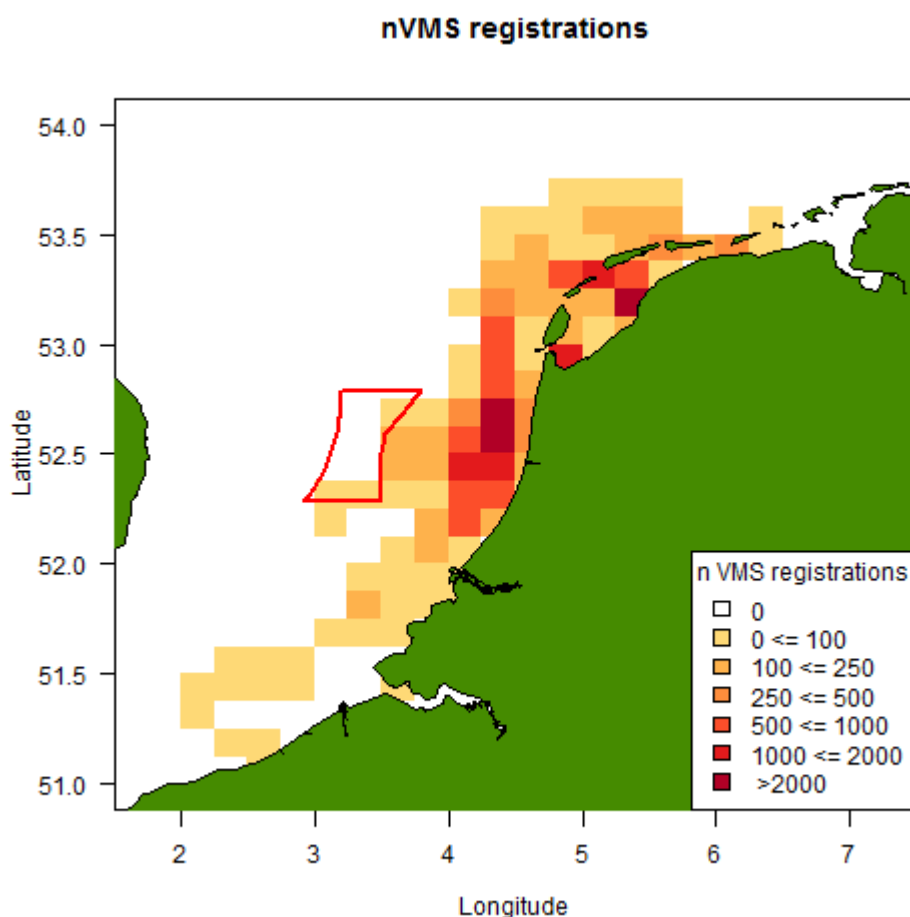 nVMS registrations
54.0
53.5
53.0
52.5
52.0
51.5
51.0
Latitude
2
3
4
5
6
7
Longitude
n VMS registrations
0
0 <= 100
100 <= 250
250 <= 500
500 <= 1000
1000 <= 2000
>2000